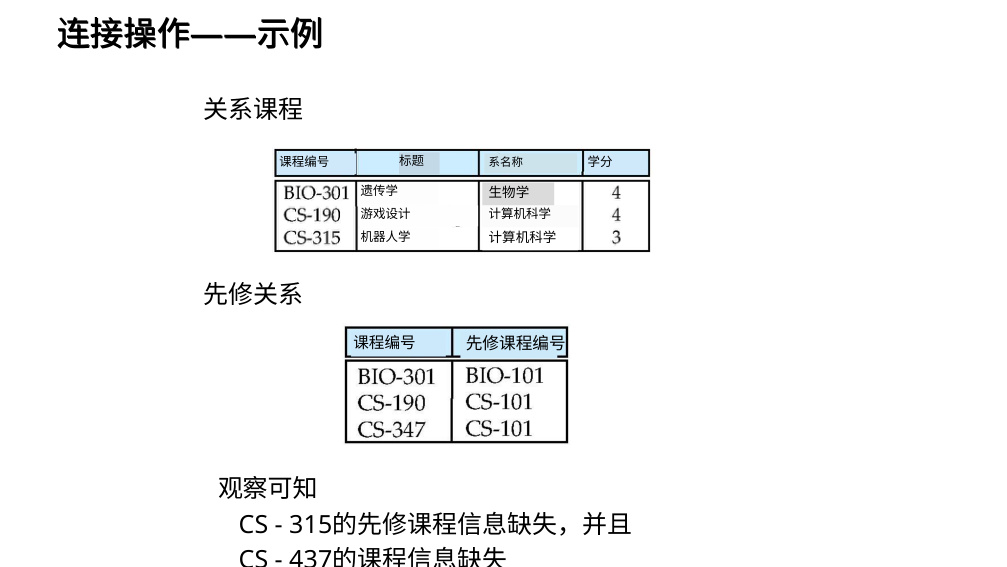 连接操作——示例
关系课程
课程编号 标题 系名称 学分
BIO-301 遗传学 生物学 4
CS-190 游戏设计 计算机科学 4
CS-315 机器人学 计算机科学 3
先修关系
课程编号 先修课程编号
BIO-301 BIO-101
CS-190 CS-101
CS-347 CS-101
观察可知
CS - 315的先修课程信息缺失，并且
CS - 437的课程信息缺失